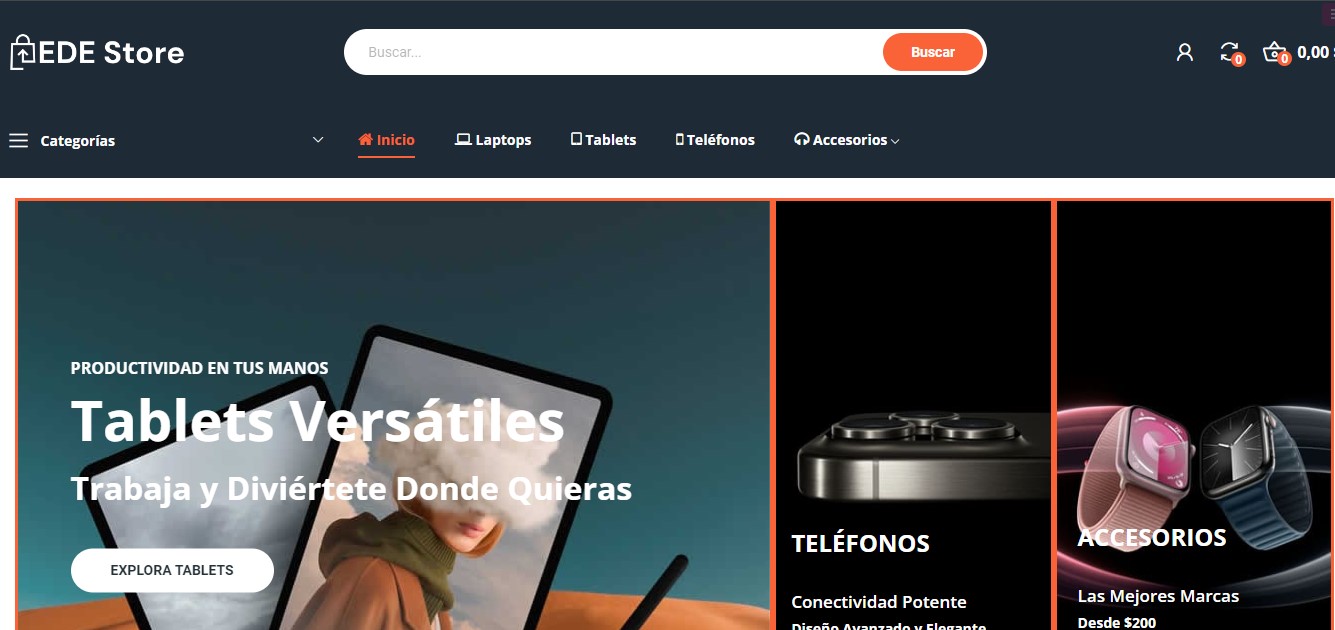 EDE Store
Buscar...
Buscar
0
0
0,00
Categorías
Inicio
Laptops
Tablets
Teléfonos
Accesorios
PRODUCTIVIDAD EN TUS MANOS
Tablets Versátiles
Trabaja y Diviértete Donde Quieras
EXPLORA TABLETS
TELÉFONOS
Conectividad Potente
Diseño Avanzado y Elegante
ACCESORIOS
Las Mejores Marcas
Desde $200